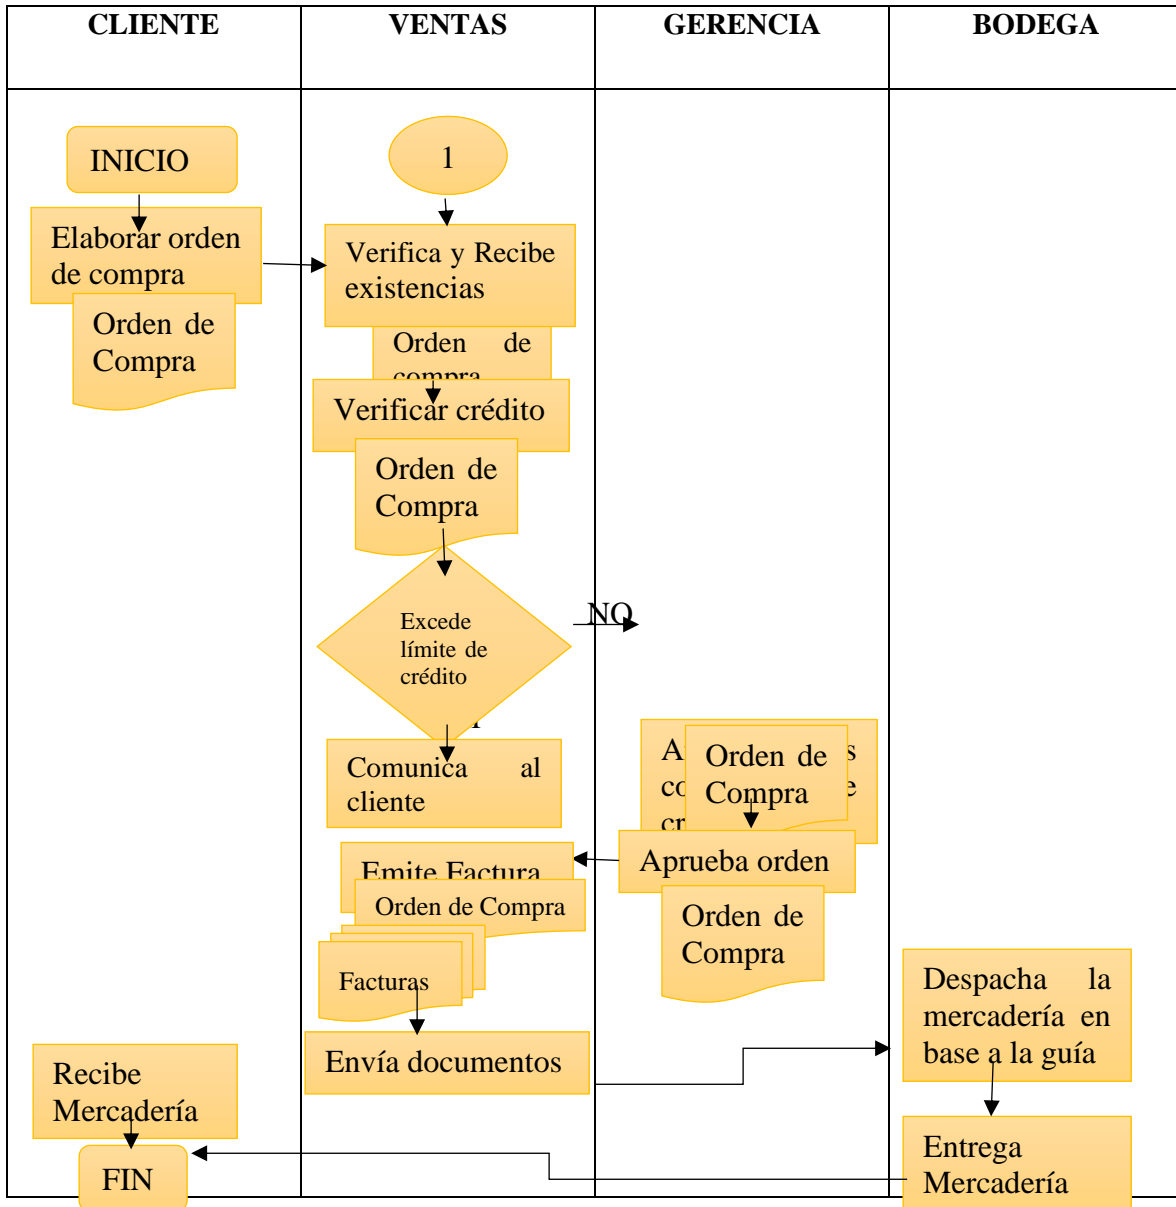 CLIENTE
VENTAS
GERENCIA
BODEGA
INICIO
Elaborar orden
de compra
Orden de
Compra
1
Verifica y Recibe
existencias
Orden de
compra
Verificar crédito
Orden de
Compra
Excede
límite de
crédito
NO
Comunica al
cliente
Orden de
Compra
Aprueba orden
Orden de
Compra
Emite Factura
Orden de Compra
Facturas
Envía documentos
Despacha la
mercadería en
base a la guía
Entrega
Mercadería
Recibe
Mercadería
FIN